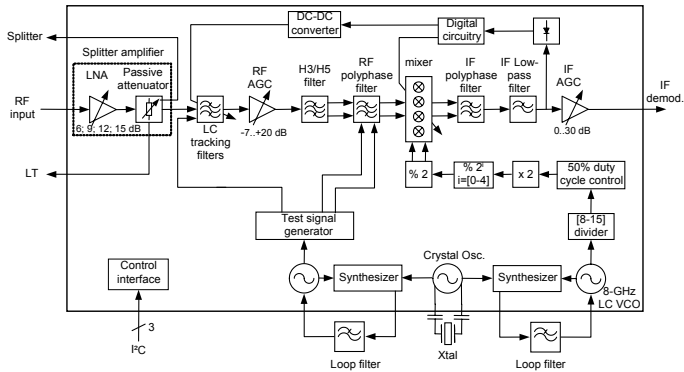 DC-DC
converter
Digital
circuitry
Splitter
Splitter amplifier
LNA
Passive
attenuator
RF
AGC
H3/H5
filter
RF
polyphase
filter
mixer
IF
polyphase
filter
IF Low-
pass filter
IF
AGC
RF
input
IF
demod.
6; 9; 12; 15 dB
LC
tracking
filters
-7..+20 dB
0..30 dB
LT
% 2
% 2^i
i=[0-4]
x 2
50% duty
cycle control
Test signal
generator
[8-15]
divider
Control
interface
Crystal Osc.
Synthesizer
Synthesizer
8-GHz
LC VCO
3
I²C
Loop filter
Xtal
Loop filter